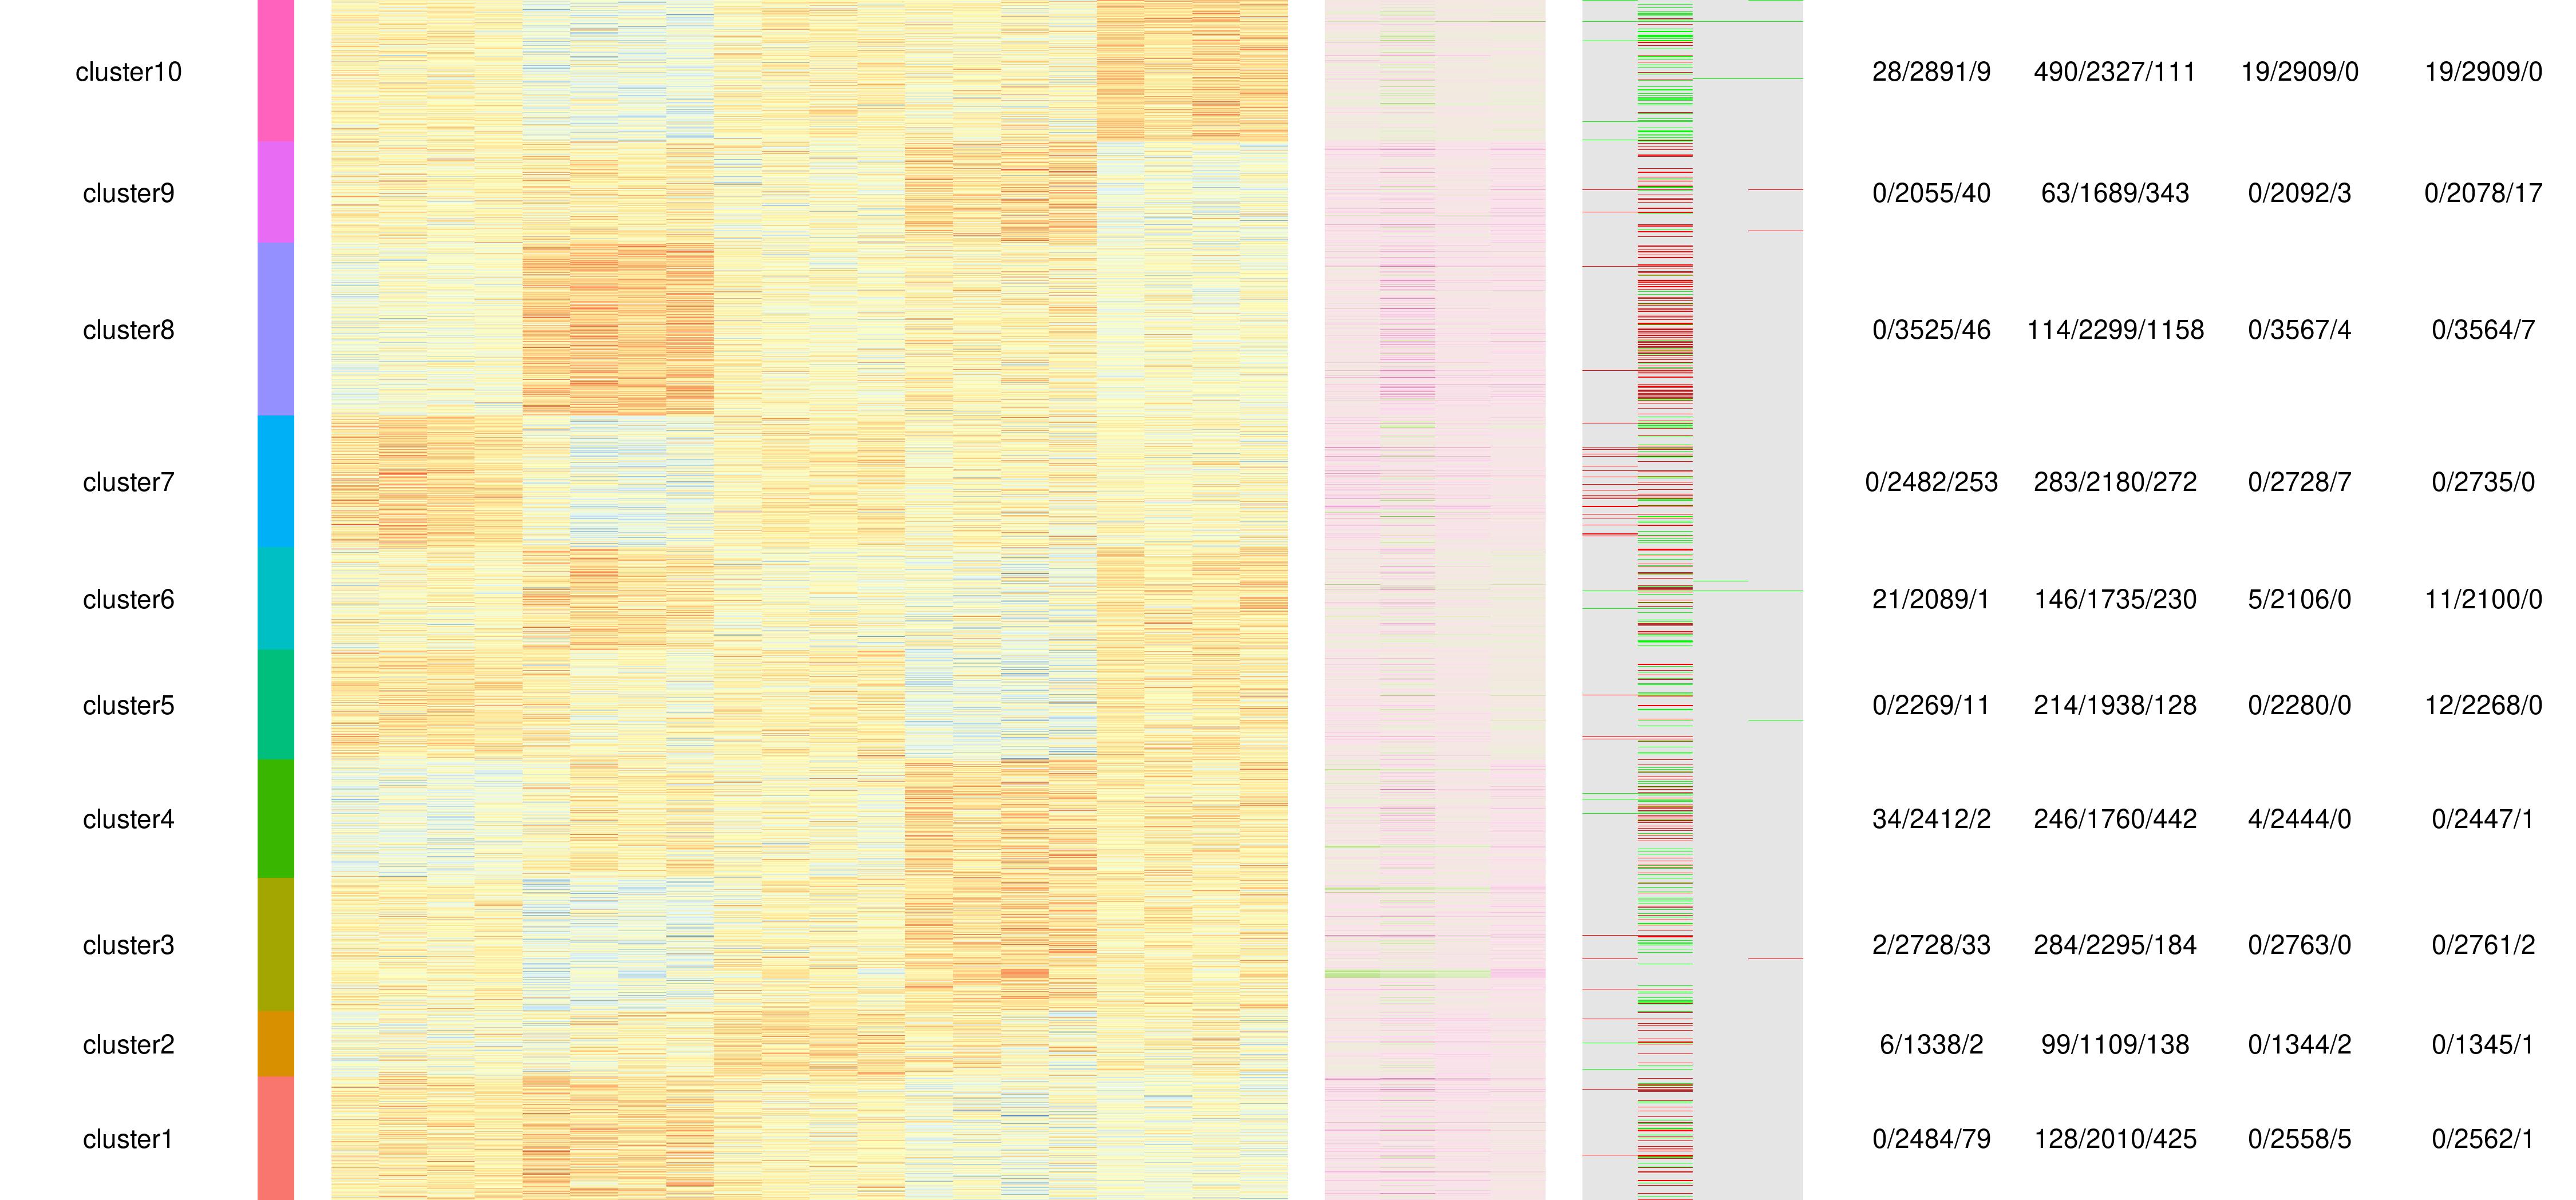 cluster10 28/2891/9 490/2327/111 19/2909/0 19/2909/0
cluster9 0/2055/40 63/1689/343 0/2092/3 0/2078/17
cluster8 0/3525/46 114/2299/1158 0/3567/4 0/3564/7
cluster7 0/2482/253 283/2180/272 0/2728/7 0/2735/0
cluster6 21/2089/1 146/1735/230 5/2106/0 11/2100/0
cluster5 0/2269/11 214/1938/128 0/2280/0 12/2268/0
cluster4 34/2412/2 246/1760/442 4/2444/0 0/2447/1
cluster3 2/2728/33 284/2295/184 0/2763/0 0/2761/2
cluster2 6/1338/2 99/1109/138 0/1344/2 0/1345/1
cluster1 0/2484/79 128/2010/425 0/2558/5 0/2562/1